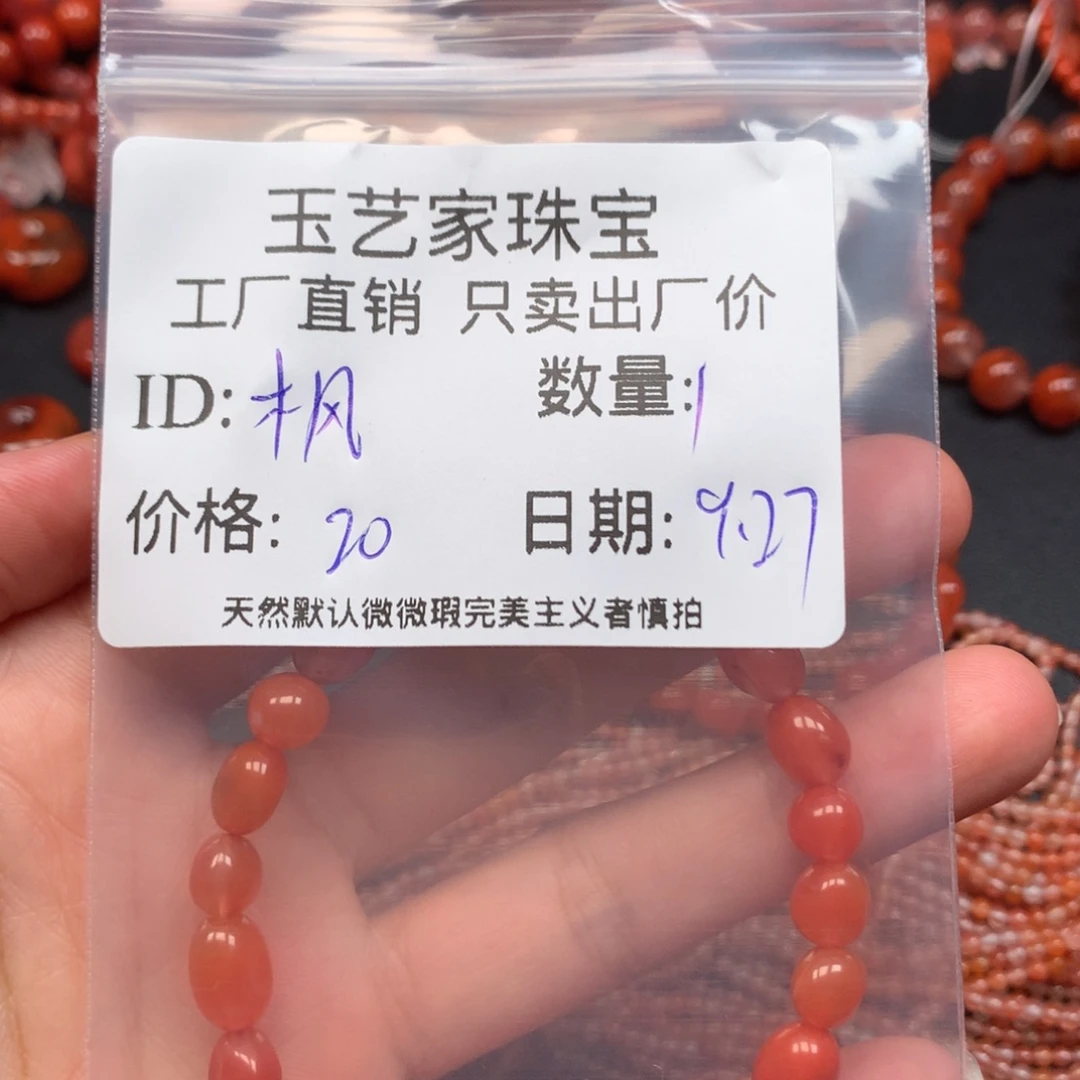 玉艺家珠宝
工厂直销 只卖出厂价
ID: 枫 数量: 1
价格: 20 日期: 9.27
天然默认微微瑕完美主义者慎拍